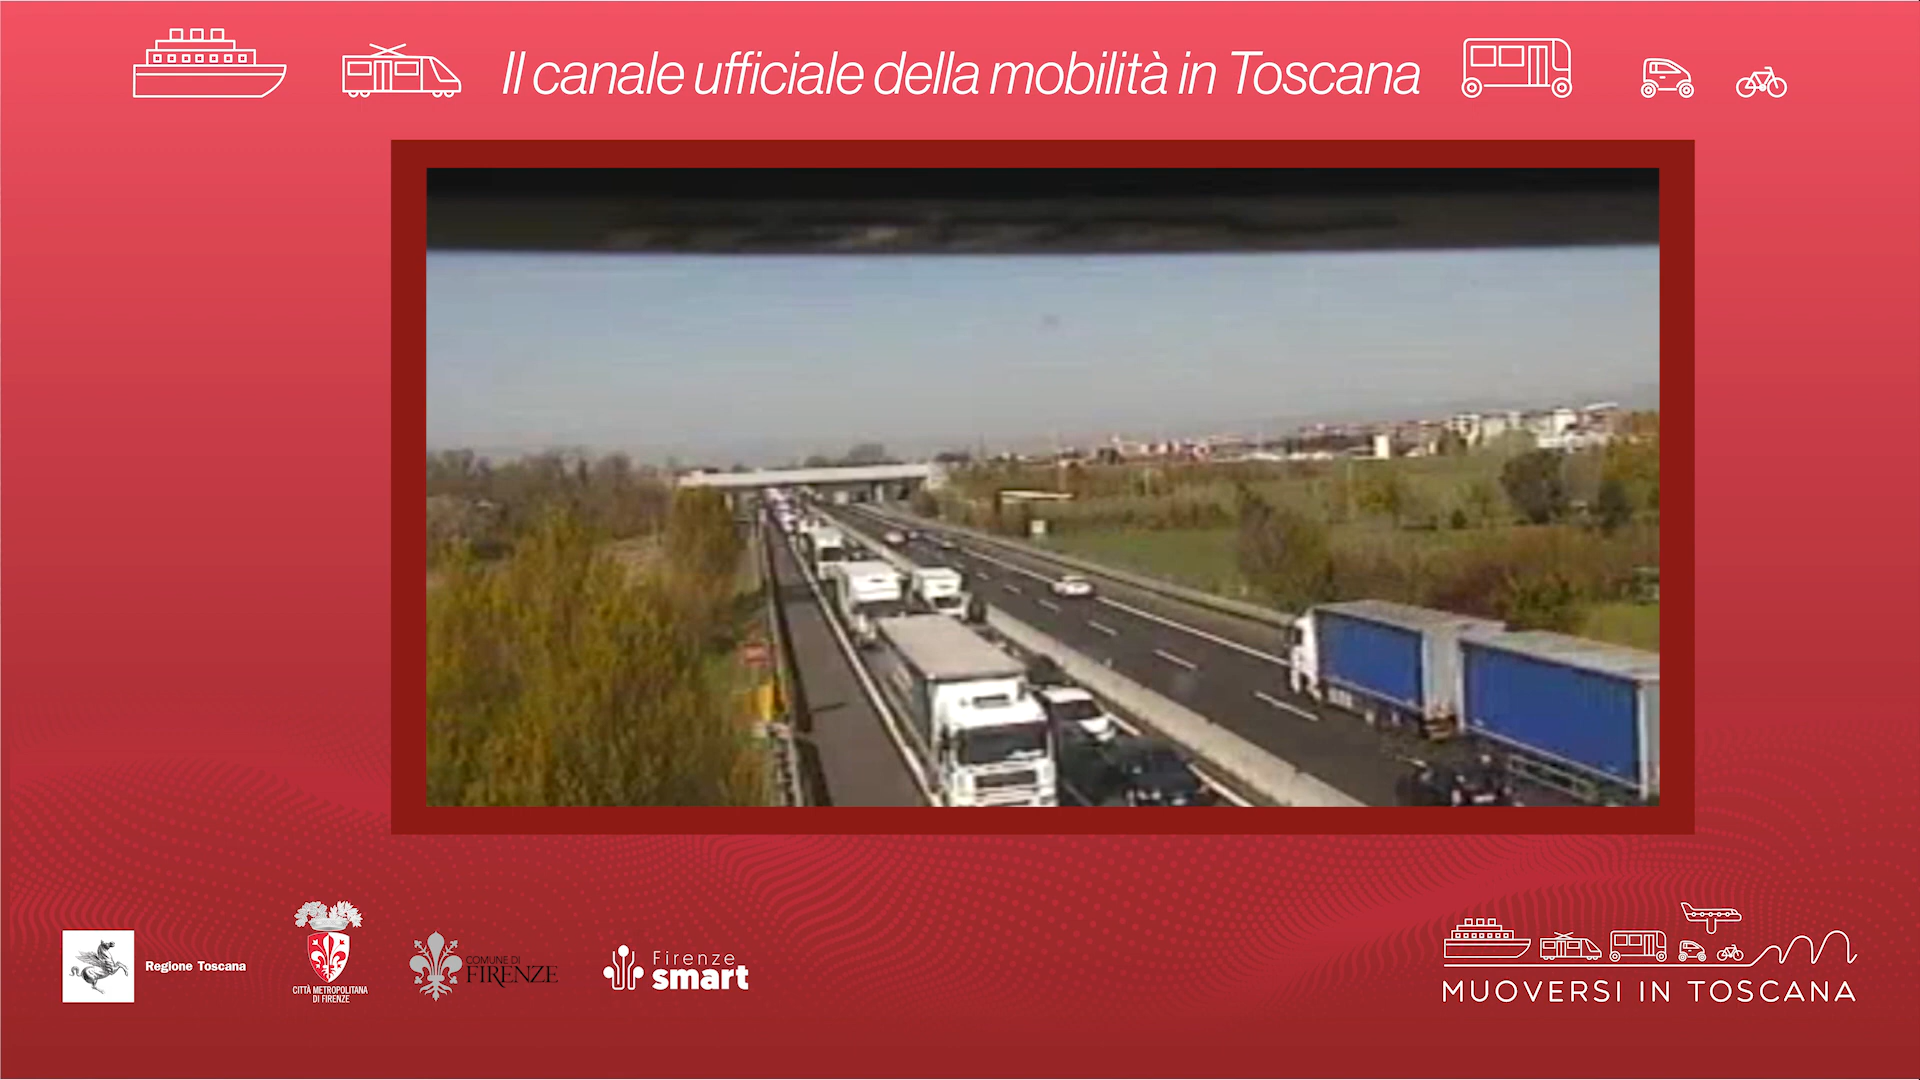 Il canale ufficiale della mobilità in Toscana
Regione Toscana
CITTÀ METROPOLITANA
DI FIRENZE
COMUNE DI
FIRENZE
Firenze
smart
MUOVERSI IN TOSCANA